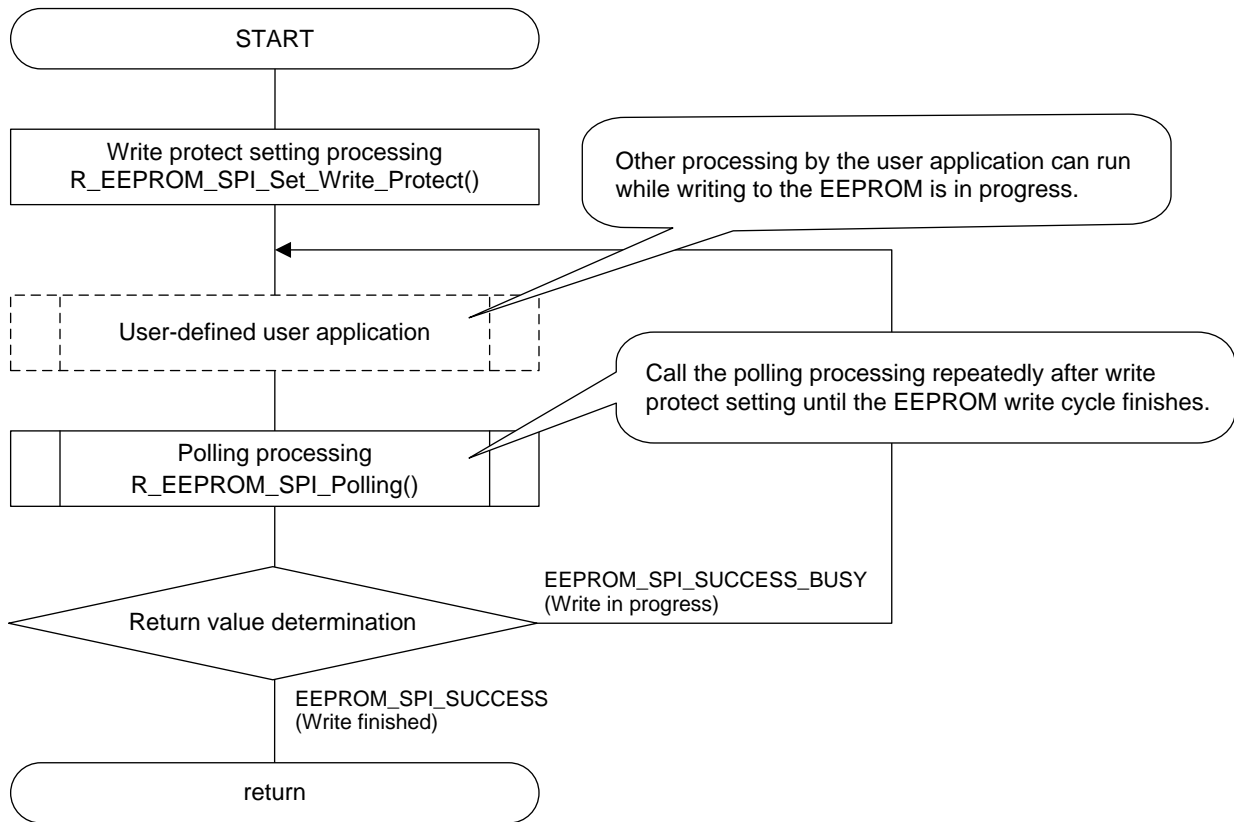 START
Write protect setting processing
R_EEPROM_SPI_Set_Write_Protect()
Other processing by the user application can run
while writing to the EEPROM is in progress.
User-defined user application
Call the polling processing repeatedly after write
protect setting until the EEPROM write cycle finishes.
Polling processing
R_EEPROM_SPI_Polling()
EEPROM_SPI_SUCCESS_BUSY
(Write in progress)
Return value determination
EEPROM_SPI_SUCCESS
(Write finished)
return